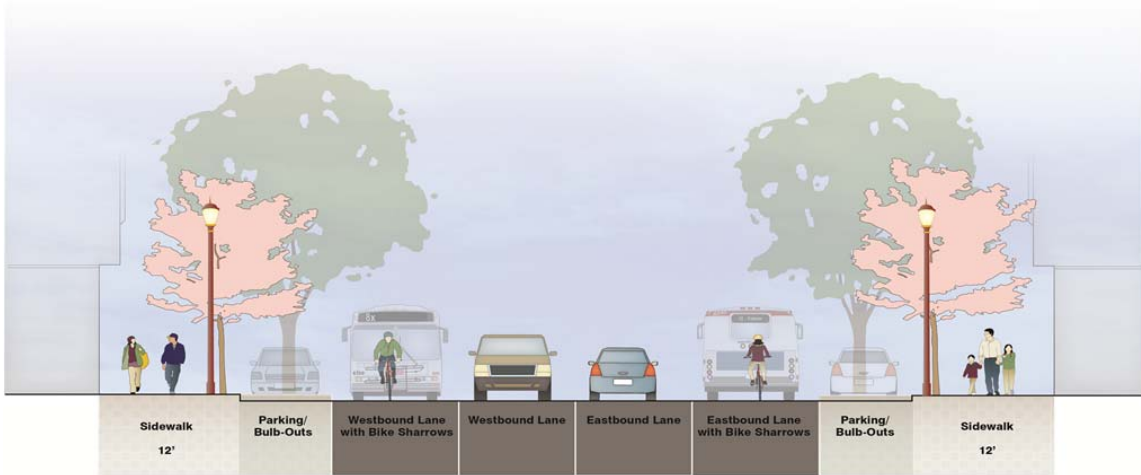 8x
Sidewalk
12'
Parking/
Bulb-Outs
Westbound Lane
with Bike Sharrows
Westbound Lane
Eastbound Lane
Eastbound Lane
with Bike Sharrows
Parking/
Bulb-Outs
Sidewalk
12'